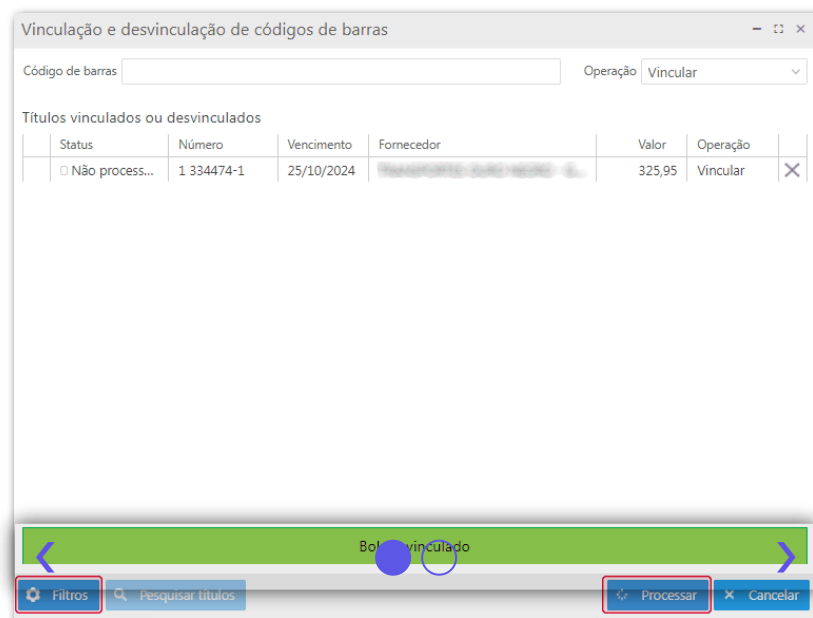 Vinculação e desvinculação de códigos de barras
Código de barras Operação Vincular
Títulos vinculados ou desvinculados
Status Número Vencimento Fornecedor Valor Operação
Não process... 1 334474-1 25/10/2024 325,95 Vincular
vinculado
Filtros Pesquisar títulos Processar Cancelar